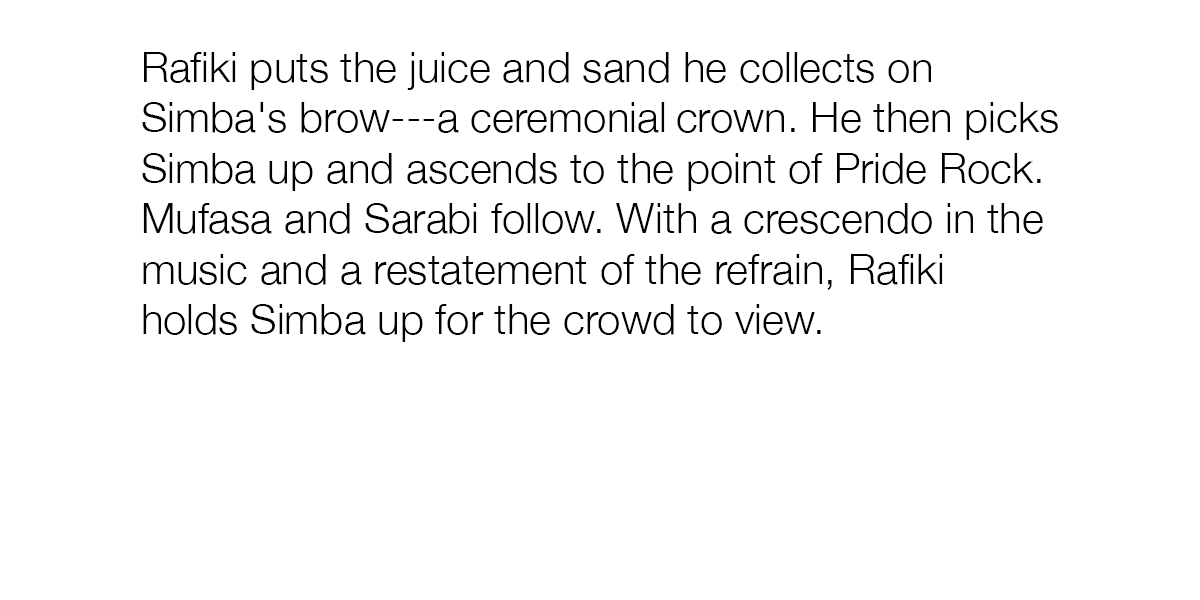 Rafiki puts the juice and sand he collects on
Simba's brow---a ceremonial crown. He then picks
Simba up and ascends to the point of Pride Rock.
Mufasa and Sarabi follow. With a crescendo in the
music and a restatement of the refrain, Rafiki
holds Simba up for the crowd to view.